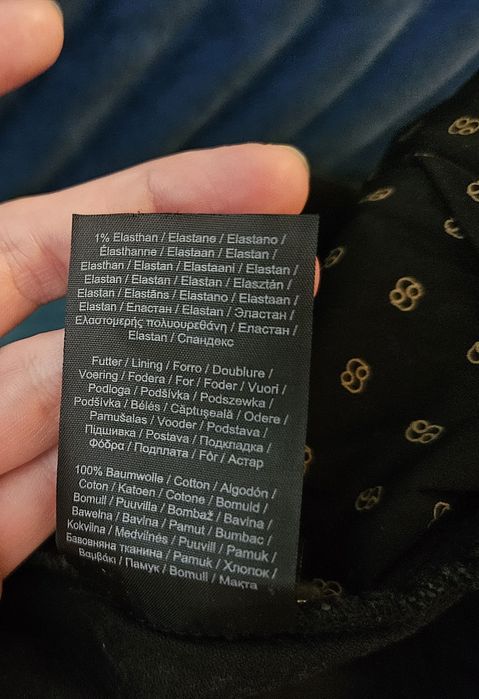 1% Elasthan / Elastane / Elastano /
Élasthanne / Elastaan / Elastan /
Elasthan / Elastan / Elastaani / Elastan /
Elastan / Elastan / Elastan / Elasztán /
Elastan / Elastāns / Elastano / Elastaan /
Elastan / Еластан / Elastan / Эластан /
Ελαστομερής πολυουρεθάνη / Еластан /
Elastan / Спандекс
Futter / Lining / Forro / Doublure /
Voering / Fodera / For / Foder / Vuori /
Podloga / Podšívka / Podszewka /
Podšívka / Bélés / Căptuşeală / Odere /
Pamušalas / Vooder / Podstava /
Підшивка / Postava / Подкладка /
Φόδρα / Подплата / Fôr / Астар
100% Baumwolle / Cotton / Algodón /
Coton / Katoen / Cotone / Bomuld /
Bomull / Puuvilla / Bombaž / Bavlna /
Bawełna / Bavlna / Pamut / Bumbac /
Kokvilna / Medvilnės / Puuvill / Pamuk /
Бавовняна тканина / Pamuk / Хлопок /
Βαμβάκι / Памук / Bomull / Мақта